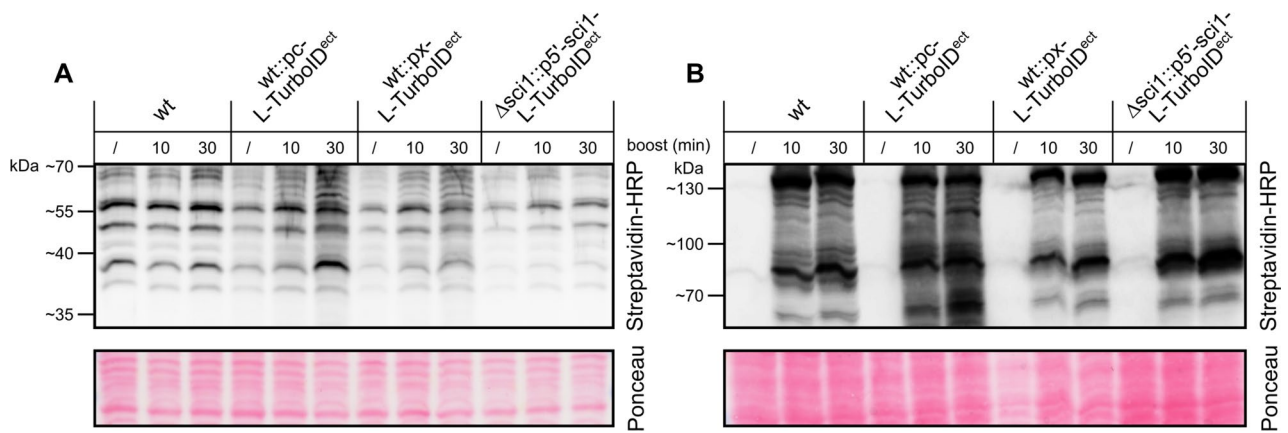 A
wt
wt::pc-
L-TurboIDect
wt::px-
L-TurboIDect
Δsci1::p5'-sci1-
L-TurboIDect
/ 10 30 / 10 30 / 10 30 / 10 30
boost (min)
kDa ~70
~55
~40
~35
Streptavidin-HRP
Ponceau
B
wt
wt::pc-
L-TurboIDect
wt::px-
L-TurboIDect
Δsci1::p5'-sci1-
L-TurboIDect
/ 10 30 / 10 30 / 10 30 / 10 30
kDa
~130
~100
~70
Streptavidin-HRP
Ponceau